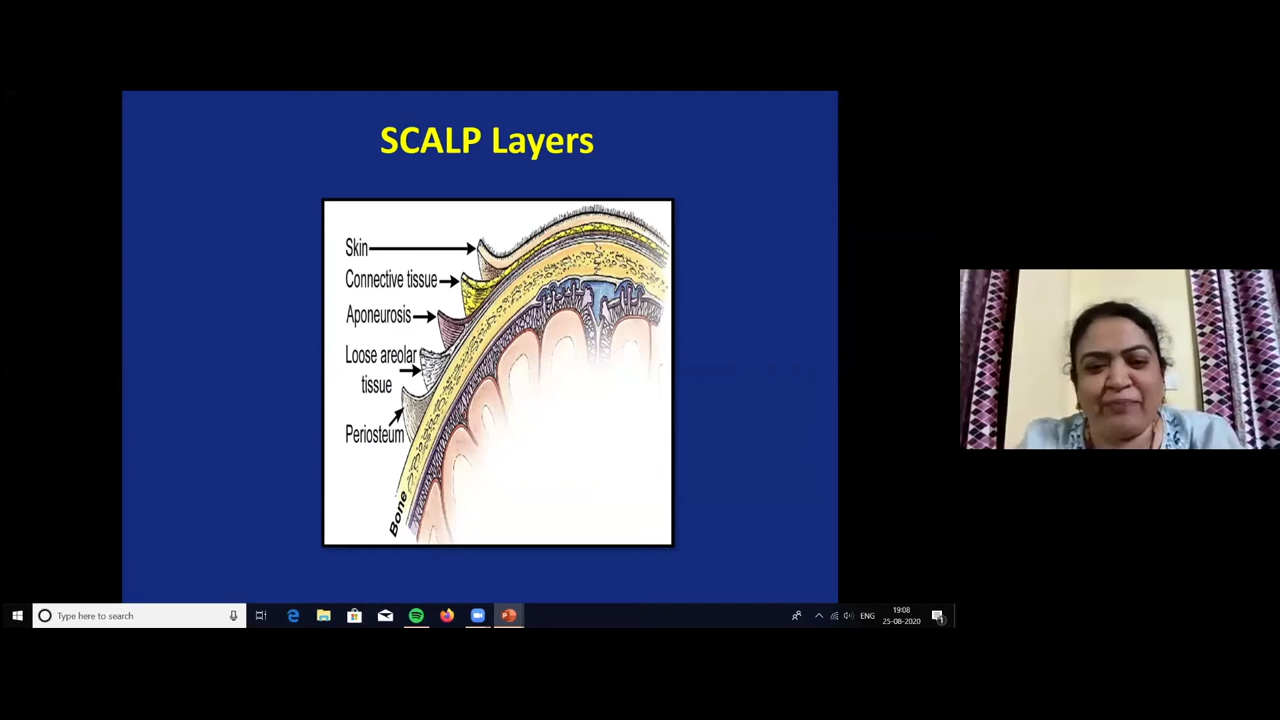 SCALP Layers
Skin
Connective tissue
Aponeurosis
Loose areolar
tissue
Periosteum
Bone
Type here to search
ENG
19:08
25-08-2020
1